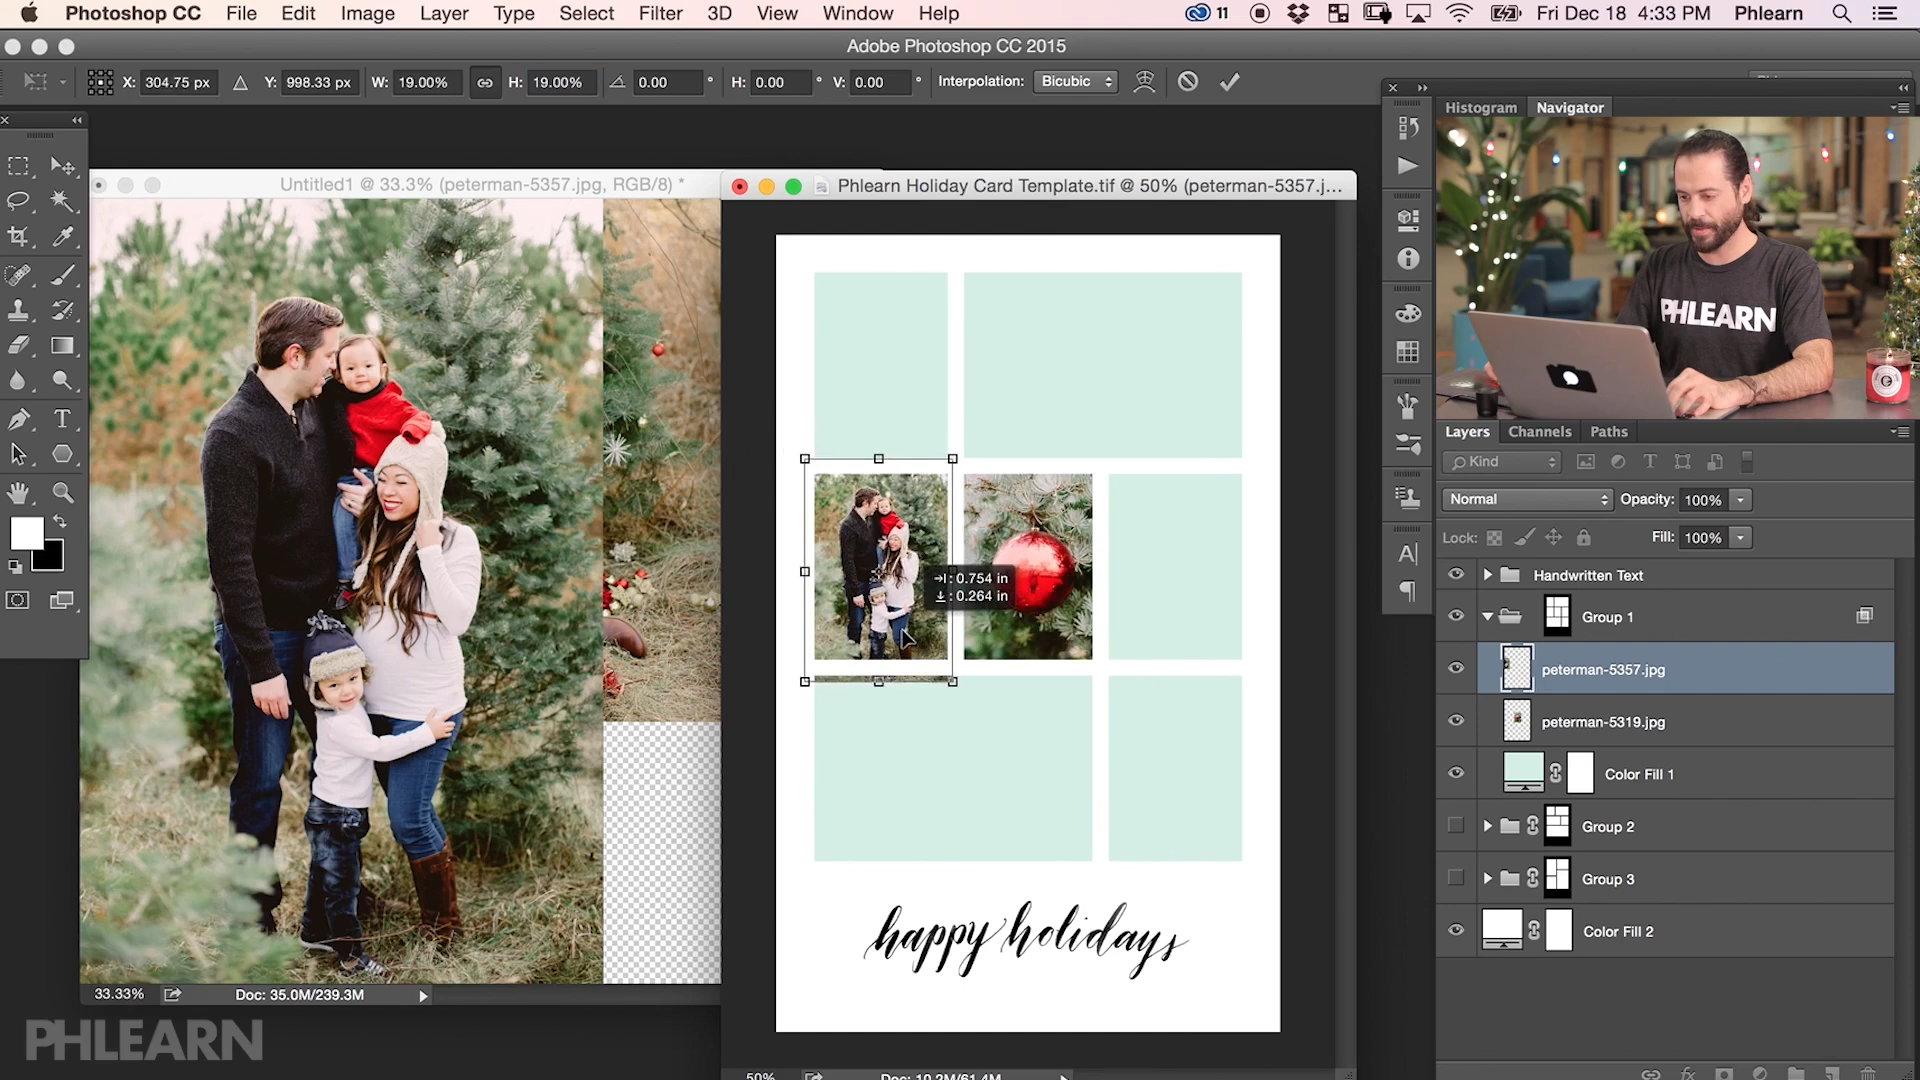 Photoshop CC File Edit Image Layer Type Select Filter 3D View Window Help 11 Fri Dec 18 4:33 PM Phlearn
Adobe Photoshop CC 2015
X: 304.75 px Y: 998.33 px W: 19.00% H: 19.00% 0.00 ° H: 0.00 ° V: 0.00 ° Interpolation: Bicubic
Histogram Navigator
Untitled1 @ 33.3% (peterman-5357.jpg, RGB/8) *
Phlearn Holiday Card Template.tif @ 50% (peterman-5357.j...
PHLEARN
Layers Channels Paths
Kind
Normal Opacity: 100%
Lock: Fill: 100%
Handwritten Text
Group 1
peterman-5357.jpg
peterman-5319.jpg
Color Fill 1
Group 2
Group 3
Color Fill 2
: 0.754 in
: 0.264 in
happy holidays
33.33% Doc: 35.0M/239.3M
PHLEARN
50% Doc: 10.2M/61.4M